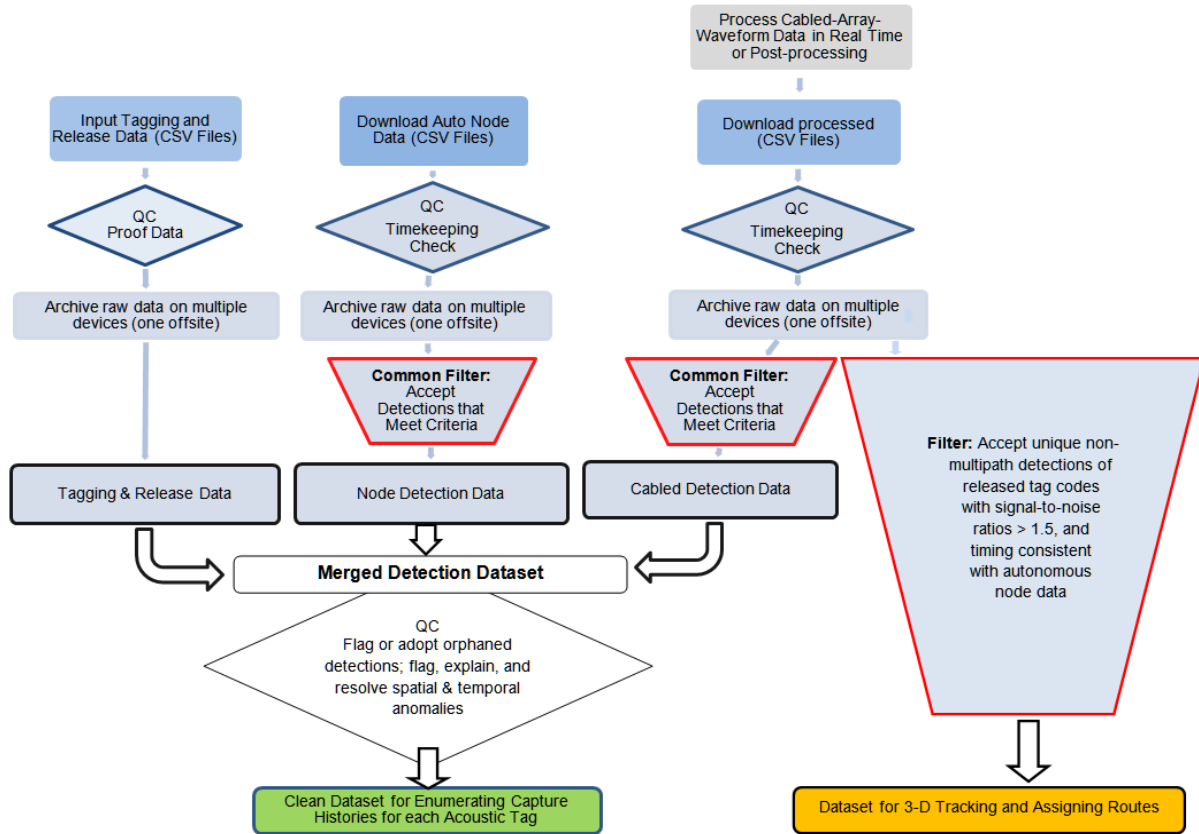 Process Cabled-Array-
Waveform Data in Real Time
or Post-processing
Input Tagging and
Release Data (CSV Files)
Download Auto Node
Data (CSV Files)
Download processed
(CSV Files)
QC
Proof Data
QC
Timekeeping
Check
QC
Timekeeping
Check
Archive raw data on multiple
devices (one offsite)
Archive raw data on multiple
devices (one offsite)
Archive raw data on multiple
devices (one offsite)
Common Filter:
Accept
Detections that
Meet Criteria
Common Filter:
Accept
Detections that
Meet Criteria
Filter: Accept unique non-
multipath detections of
released tag codes
with signal-to-noise
ratios > 1.5, and
timing consistent
with autonomous
node data
Tagging & Release Data
Node Detection Data
Cabled Detection Data
Merged Detection Dataset
QC
Flag or adopt orphaned
detections; flag, explain, and
resolve spatial & temporal
anomalies
Clean Dataset for Enumerating Capture
Histories for each Acoustic Tag
Dataset for 3-D Tracking and Assigning Routes